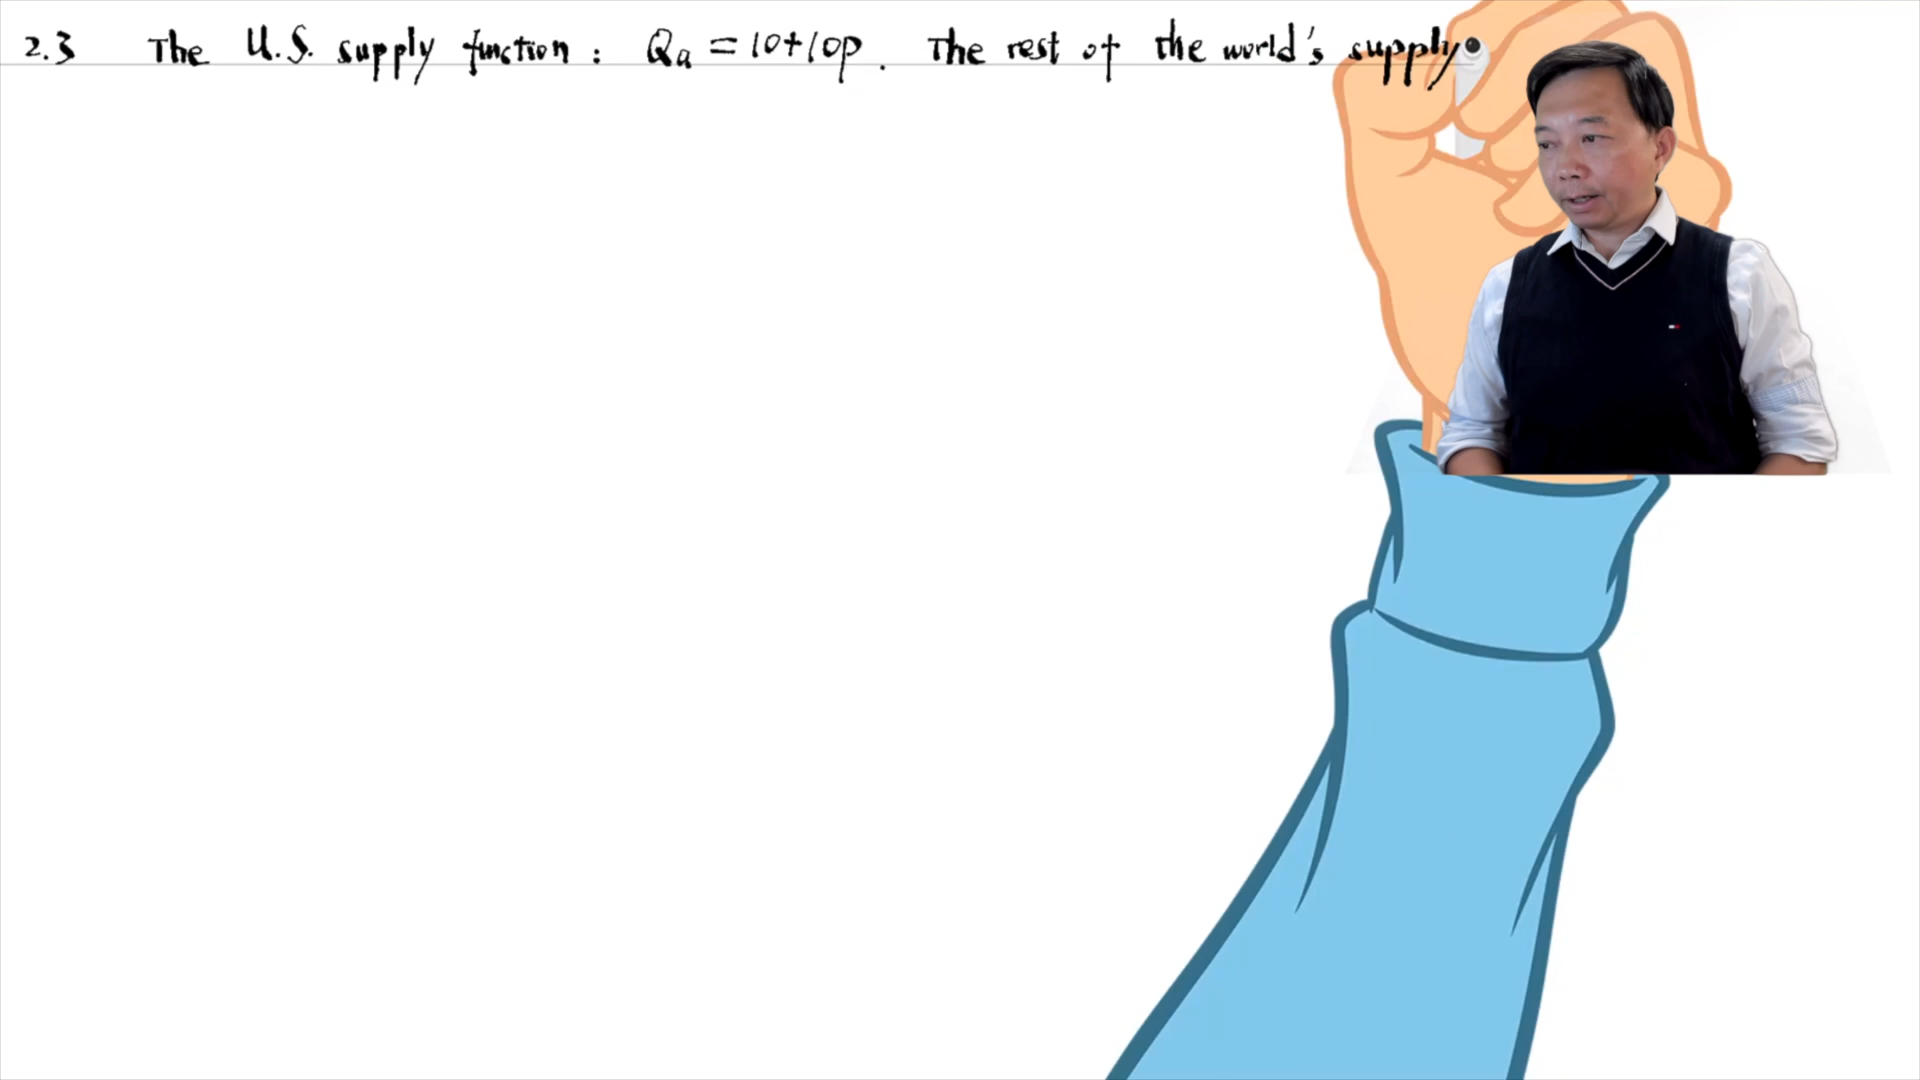 2.3 The U.S. supply function : Qa = 10+10p. The rest of the world's supply